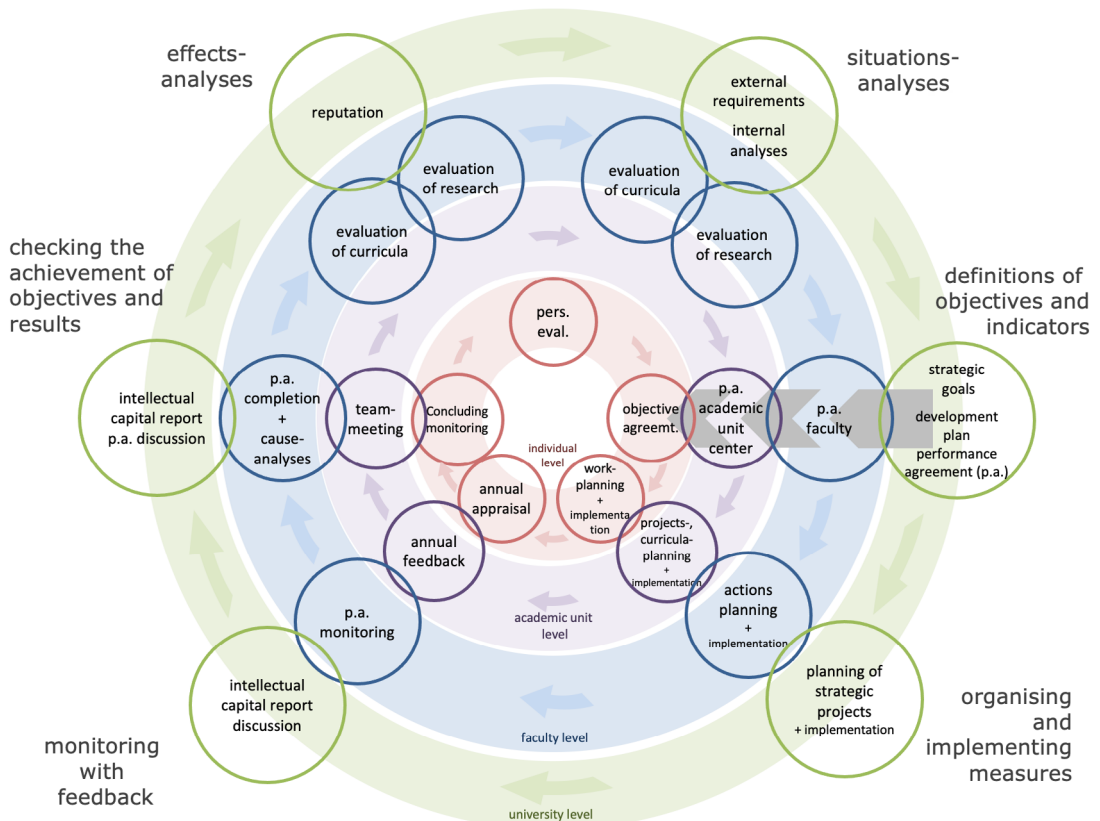 effects-
analyses
situations-
analyses
reputation
external
requirements
internal
analyses
evaluation
of research
evaluation
of curricula
evaluation
of curricula
evaluation
of research
checking the
achievement of
objectives and
results
definitions of
objectives and
indicators
pers.
eval.
intellectual
capital report
p.a. discussion
p.a.
completion
+
cause-
analyses
team-
meeting
Concluding
monitoring
objective
agreemt.
p.a.
academic
unit
center
p.a.
faculty
strategic
goals
development
plan
performance
agreement (p.a.)
individual
level
annual
appraisal
work-
planning
+
implementa
tion
annual
feedback
projects-,
curricula-
planning
+
implementation
p.a.
monitoring
academic unit
level
actions
planning
+
implementation
intellectual
capital report
discussion
planning of
strategic
projects
+ implementation
faculty level
monitoring
with
feedback
organising
and
implementing
measures
university level